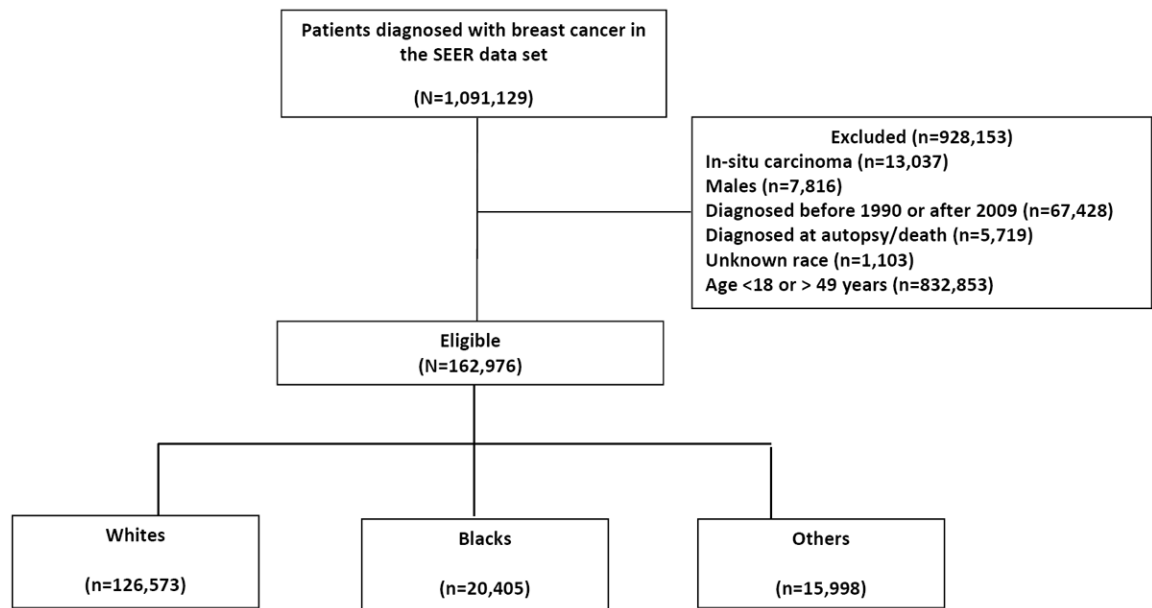 Patients diagnosed with breast cancer in
the SEER data set
(N=1,091,129)
Excluded (n=928,153)
In-situ carcinoma (n=13,037)
Males (n=7,816)
Diagnosed before 1990 or after 2009 (n=67,428)
Diagnosed at autopsy/death (n=5,719)
Unknown race (n=1,103)
Age <18 or > 49 years (n=832,853)
Eligible
(N=162,976)
Whites
(n=126,573)
Blacks
(n=20,405)
Others
(n=15,998)